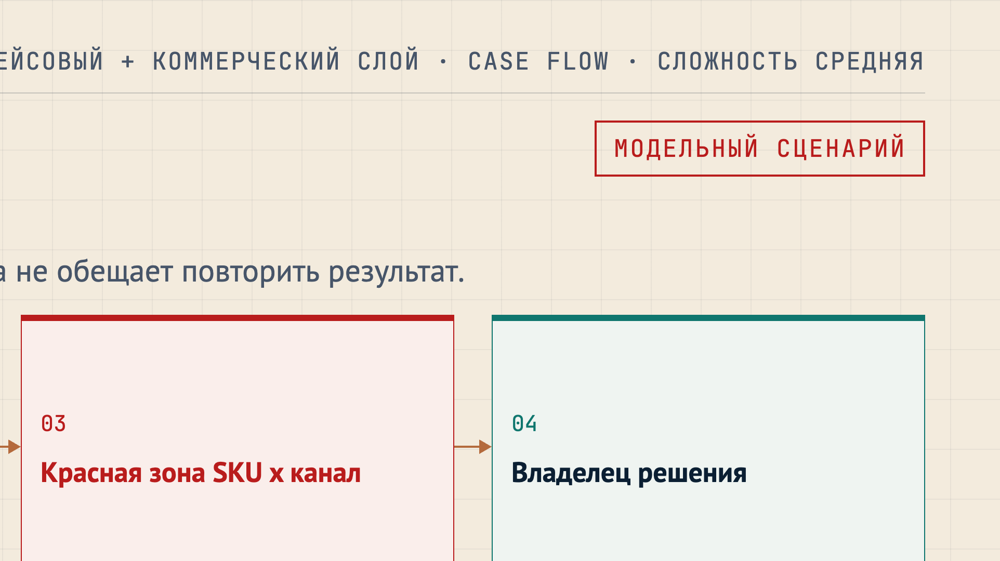 ЕЙСОВЫЙ + КОММЕРЧЕСКИЙ СЛОЙ · CASE FLOW · СЛОЖНОСТЬ СРЕДНЯЯ
МОДЕЛЬНЫЙ СЦЕНАРИЙ
а не обещает повторить результат.
03
Красная зона SKU x канал
04
Владелец решения